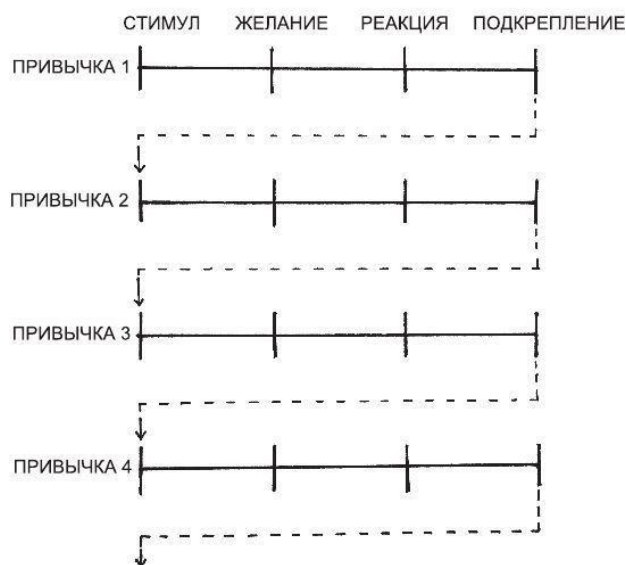 СТИМУЛ ЖЕЛАНИЕ РЕАКЦИЯ ПОДКРЕПЛЕНИЕ
ПРИВЫЧКА 1
ПРИВЫЧКА 2
ПРИВЫЧКА 3
ПРИВЫЧКА 4